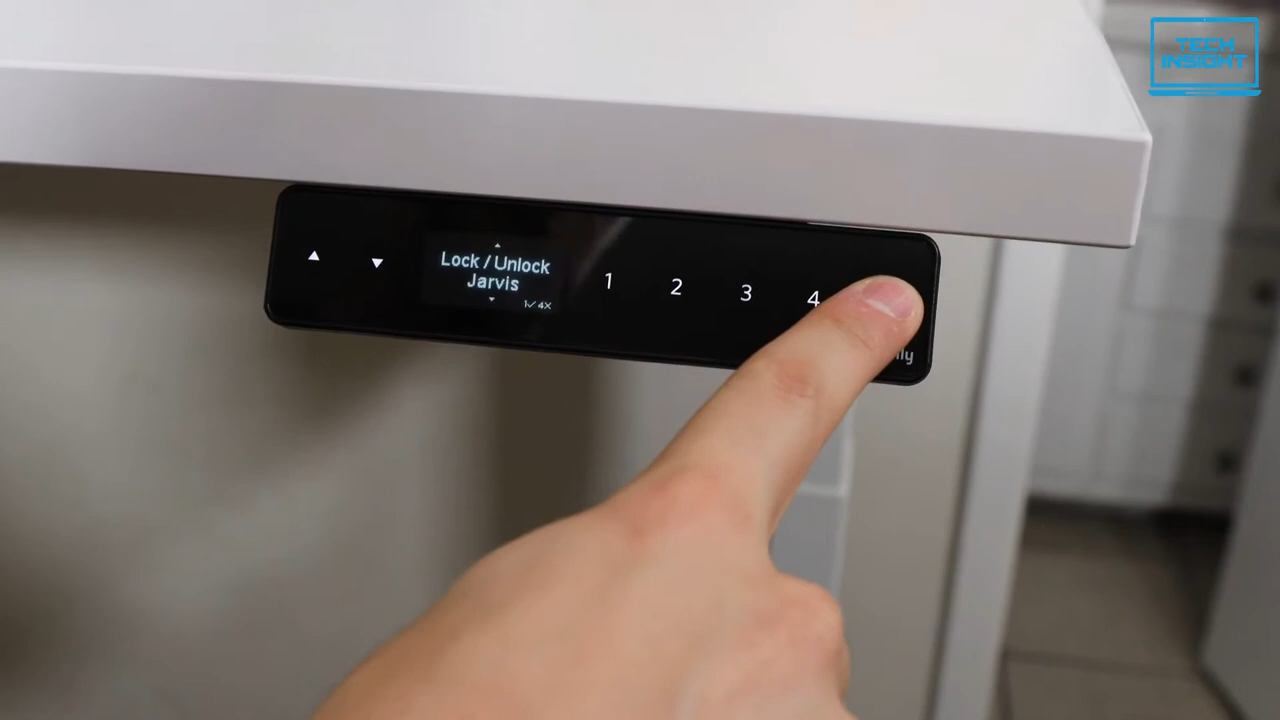 TECH
INSIGHT
Lock / Unlock
Jarvis
1✓ 4X
1 2 3 4